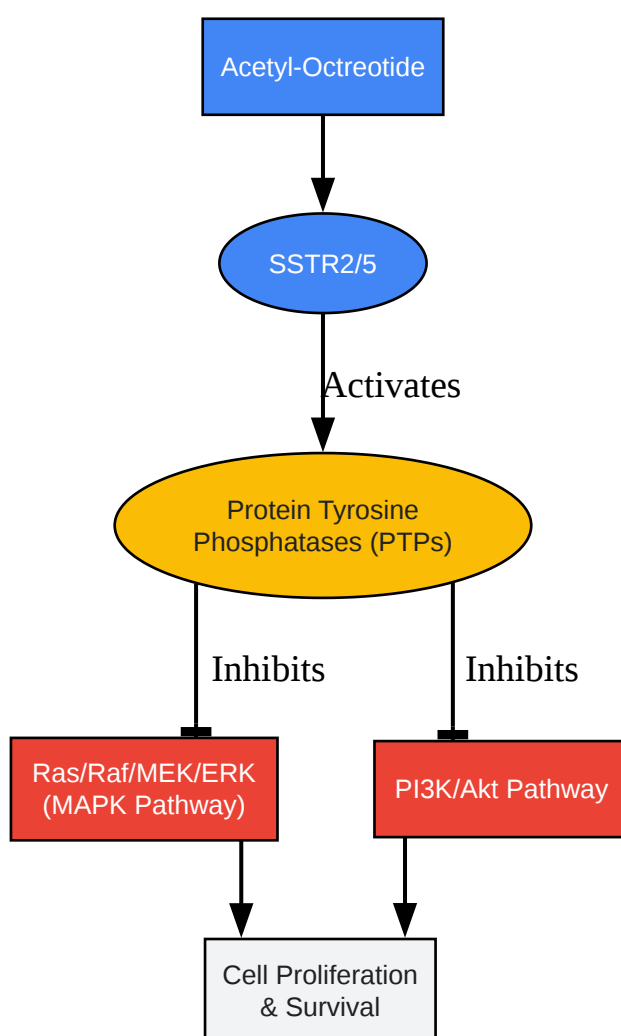 Acetyl-Octreotide
SSTR2/5
Activates
Protein Tyrosine
Phosphatases (PTPs)
Inhibits
Inhibits
Ras/Raf/MEK/ERK
(MAPK Pathway)
PI3K/Akt Pathway
Cell Proliferation
& Survival